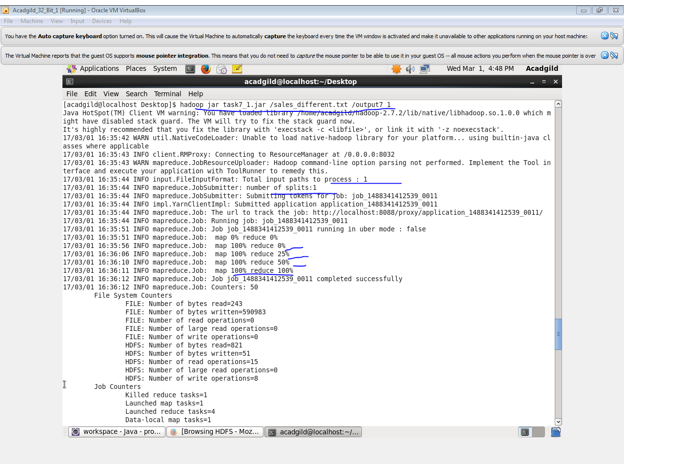 Acadgild_32_Bit_1 [Running] - Oracle VM VirtualBox
File Machine View Input Devices Help
You have the Auto capture keyboard option turned on. This will cause the Virtual Machine to automatically capture the keyboard every time the VM window is activated and make it unavailable to other applications running on your host machine:
The Virtual Machine reports that the guest OS supports mouse pointer integration. This means that you do not need to capture the mouse pointer to be able to use it in your guest OS -- all mouse actions you perform when the mouse pointer is over
Applications Places System Wed Mar 1, 4:48 PM Acadgild
acadgild@localhost:~/Desktop
File Edit View Search Terminal Help
[acadgild@localhost Desktop]$ hadoop jar task7_1.jar /sales_different.txt /output7_1
Java HotSpot(TM) Client VM warning: You have loaded library /home/acadgild/hadoop-2.7.2/lib/native/libhadoop.so.1.0.0 which m
ight have disabled stack guard. The VM will try to fix the stack guard now.
It's highly recommended that you fix the library with 'execstack -c <libfile>', or link it with '-z noexecstack'.
17/03/01 16:35:42 WARN util.NativeCodeLoader: Unable to load native-hadoop library for your platform... using builtin-java cl
asses where applicable
17/03/01 16:35:43 INFO client.RMProxy: Connecting to ResourceManager at /0.0.0.0:8032
17/03/01 16:35:43 WARN mapreduce.JobResourceUploader: Hadoop command-line option parsing not performed. Implement the Tool in
terface and execute your application with ToolRunner to remedy this.
17/03/01 16:35:44 INFO input.FileInputFormat: Total input paths to process : 1
17/03/01 16:35:44 INFO mapreduce.JobSubmitter: number of splits:1
17/03/01 16:35:44 INFO mapreduce.JobSubmitter: Submitting tokens for job: job_1488341412539_0011
17/03/01 16:35:44 INFO impl.YarnClientImpl: Submitted application application_1488341412539_0011
17/03/01 16:35:44 INFO mapreduce.Job: The url to track the job: http://localhost:8088/proxy/application_1488341412539_0011/
17/03/01 16:35:44 INFO mapreduce.Job: Running job: job_1488341412539_0011
17/03/01 16:35:51 INFO mapreduce.Job: Job job_1488341412539_0011 running in uber mode : false
17/03/01 16:35:51 INFO mapreduce.Job: map 0% reduce 0%
17/03/01 16:35:56 INFO mapreduce.Job: map 100% reduce 0%
17/03/01 16:36:06 INFO mapreduce.Job: map 100% reduce 25%
17/03/01 16:36:10 INFO mapreduce.Job: map 100% reduce 50%
17/03/01 16:36:11 INFO mapreduce.Job: map 100% reduce 100%
17/03/01 16:36:12 INFO mapreduce.Job: Job job_1488341412539_0011 completed successfully
17/03/01 16:36:12 INFO mapreduce.Job: Counters: 50
File System Counters
FILE: Number of bytes read=243
FILE: Number of bytes written=590983
FILE: Number of read operations=0
FILE: Number of large read operations=0
FILE: Number of write operations=0
HDFS: Number of bytes read=821
HDFS: Number of bytes written=51
HDFS: Number of read operations=15
HDFS: Number of large read operations=0
HDFS: Number of write operations=8
Job Counters
Killed reduce tasks=1
Launched map tasks=1
Launched reduce tasks=4
Data-local map tasks=1
workspace - Java - pro... [Browsing HDFS - Moz... acadgild@localhost:~/...